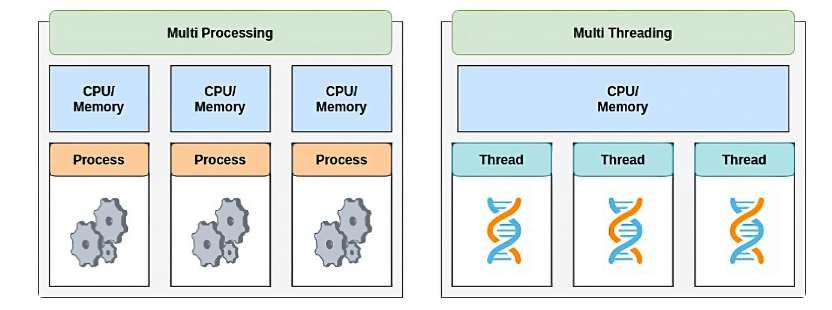 Multi Processing
CPU/
Memory
CPU/
Memory
CPU/
Memory
Process
Process
Process
Multi Threading
CPU/
Memory
Thread
Thread
Thread